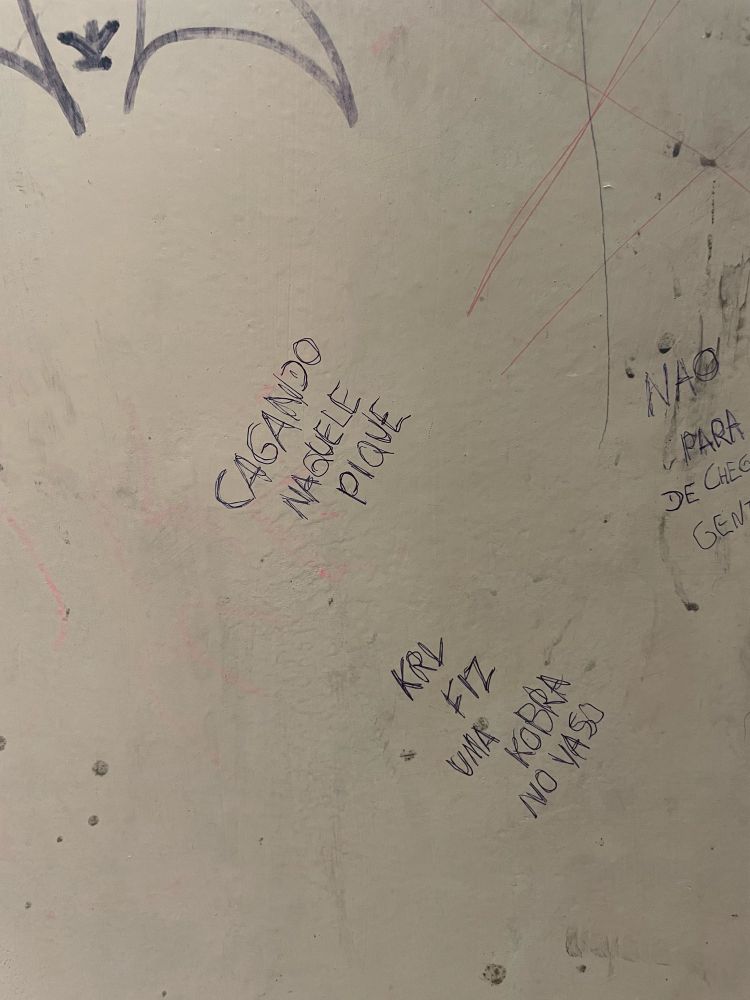 CAGANDO
NAQUELE
PIQUE
NAO
PARA
DE CHEG
GENT
KRL
FIZ
UMA
KOBRA
NO VASO